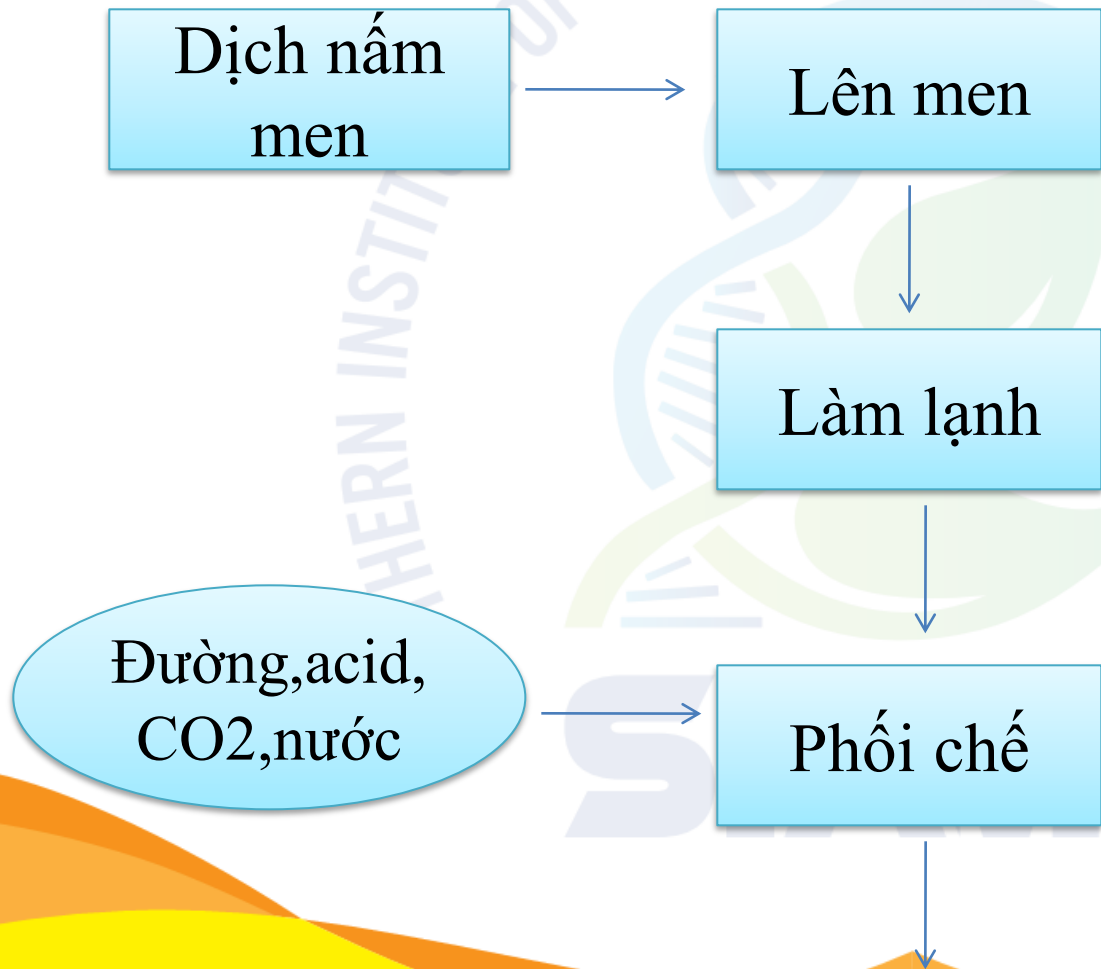 Dịch nấm
men
Lên men
Làm lạnh
Đường,acid,
CO2,nước
Phối chế